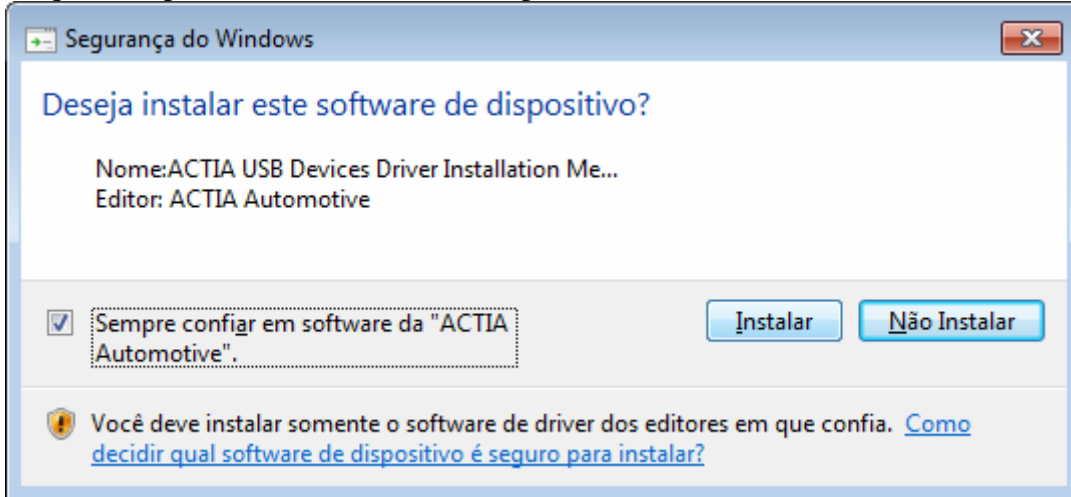 Segurança do Windows
Deseja instalar este software de dispositivo?
Nome:ACTIA USB Devices Driver Installation Me...
Editor: ACTIA Automotive
Sempre confiar em software da "ACTIA
Automotive".
Instalar
Não Instalar
Você deve instalar somente o software de driver dos editores em que confia. Como
decidir qual software de dispositivo é seguro para instalar?